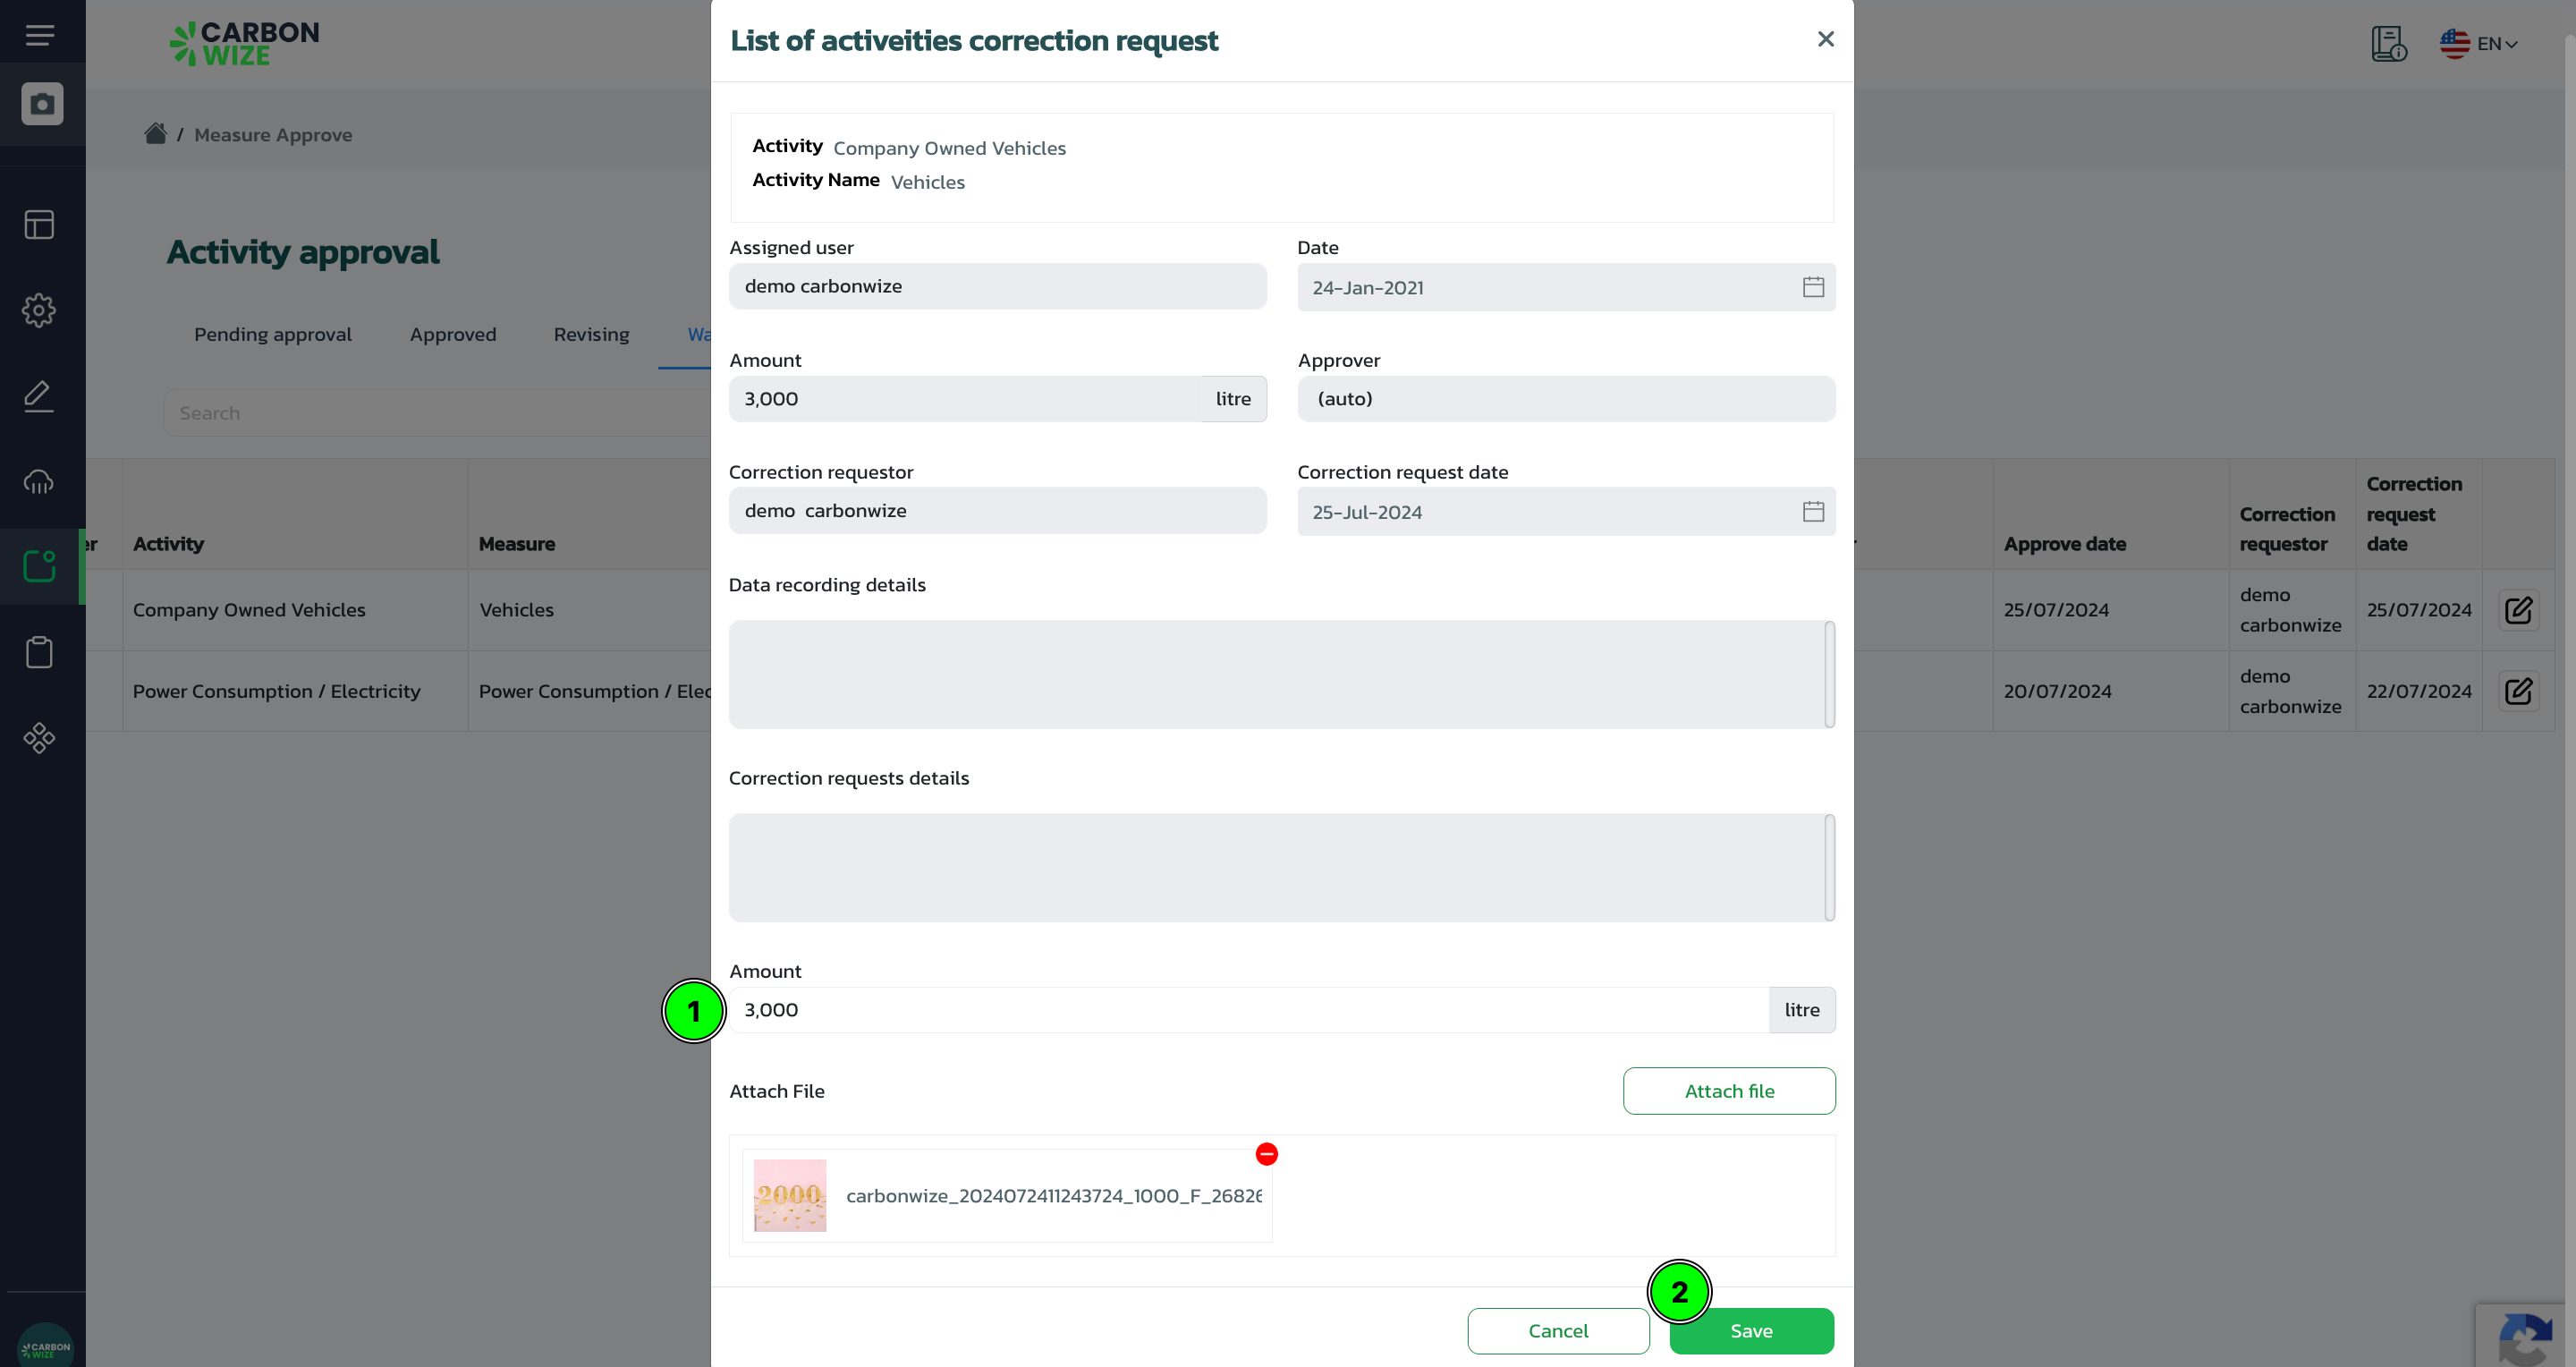 CARBON
WIZE
EN
Measure Approve
Activity approval
Pending approval
Approved
Revising
Search
Activity
Measure
Approve date
Correction
requestor
Correction
request
date
Company Owned Vehicles
Vehicles
25/07/2024
demo
carbonwize
25/07/2024
Power Consumption / Electricity
Power Consumption /
20/07/2024
demo
carbonwize
22/07/2024
CARBON
WIZE
List of activeities correction request
Activity Company Owned Vehicles
Activity Name Vehicles
Assigned user
demo carbonwize
Date
24-Jan-2021
Amount
3,000
litre
Approver
(auto)
Correction requestor
demo carbonwize
Correction request date
25-Jul-2024
Data recording details
Correction requests details
Amount
1
3,000
litre
Attach File
Attach file
2000
carbonwize_2024072411243724_1000_F_2682
2
Cancel
Save